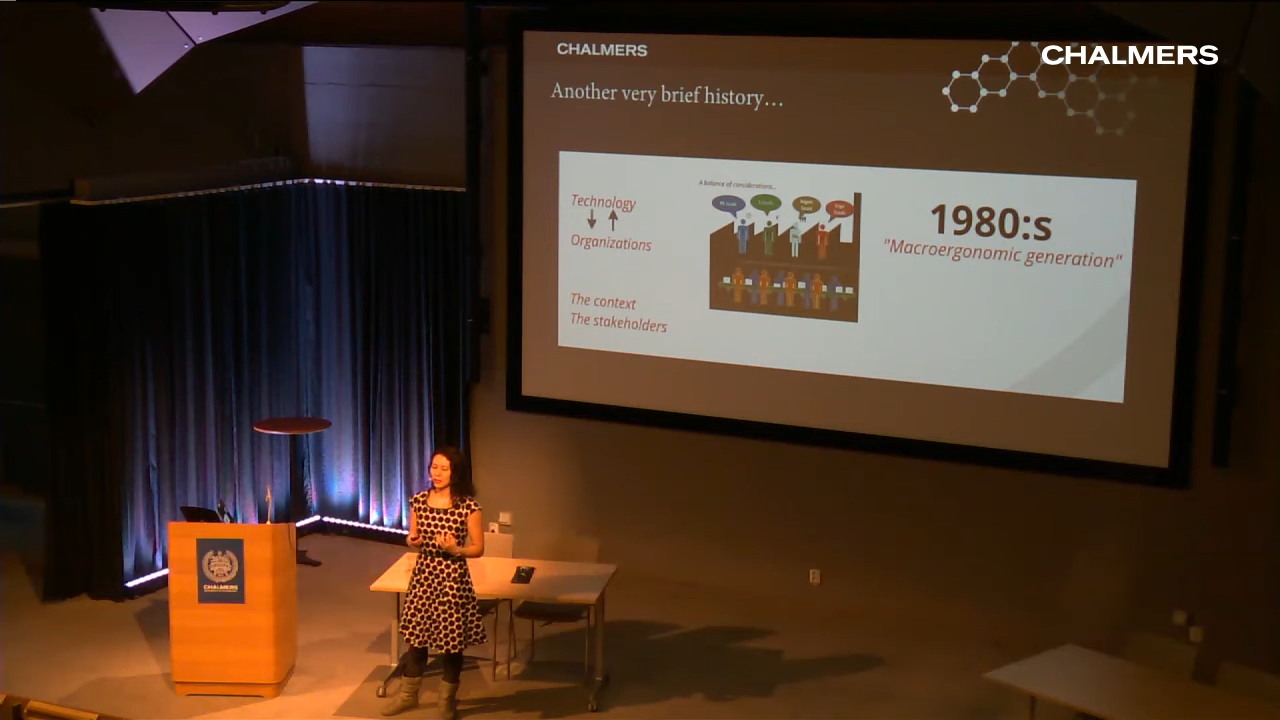 CHALMERS
CHALMERS
Another very brief history...
A balance of considerations...
Technology
Organizations
The context
The stakeholders
1980:s
"Macroergonomic generation"
CHALMERS